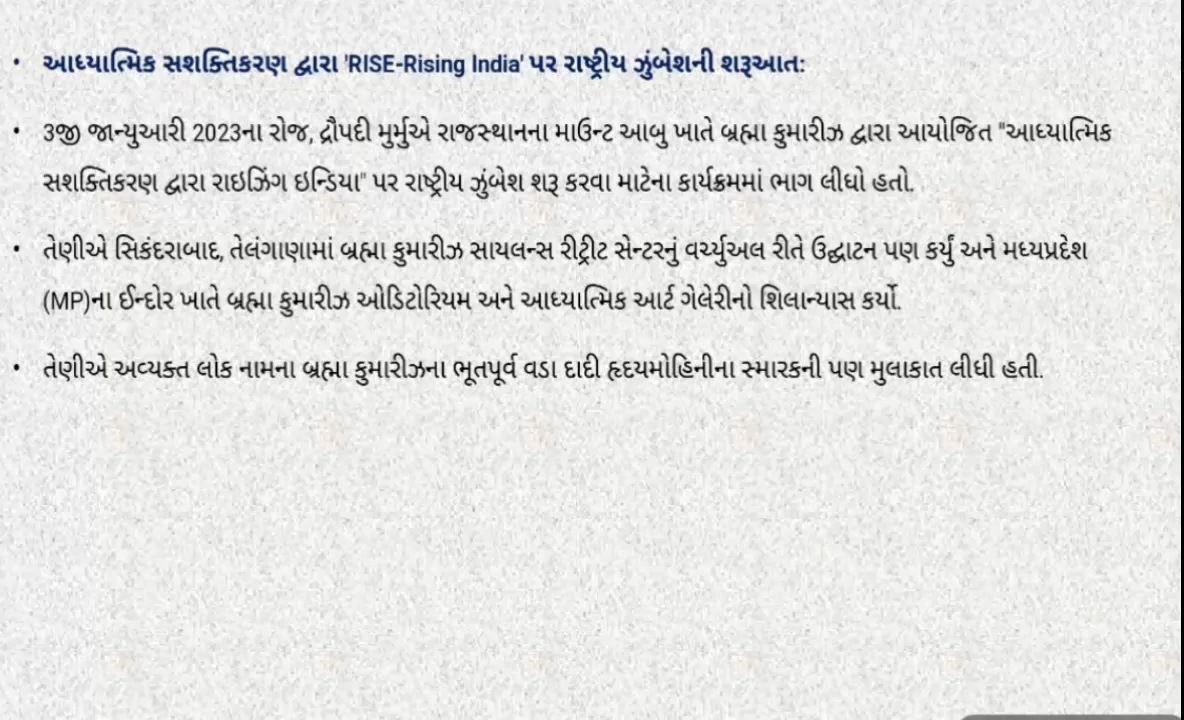 • આધ્યાત્મિક સશક્તિકરણ દ્વારા 'RISE-Rising India' પર રાષ્ટ્રીય ઝુંબેશની શરૂઆત:
• 3જી જાન્યુઆરી 2023ના રોજ, દ્રૌપદી મુર્મુએ રાજસ્થાનના માઉન્ટ આબુ ખાતે બ્રહ્મા કુમારીઝ દ્વારા આયોજિત "આધ્યાત્મિક
સશક્તિકરણ દ્વારા રાઇઝિંગ ઇન્ડિયા" પર રાષ્ટ્રીય ઝુંબેશ શરૂ કરવા માટેના કાર્યક્રમમાં ભાગ લીધો હતો.
• તેણીએ સિકંદરાબાદ, તેલંગાણામાં બ્રહ્મા કુમારીઝ સાયલન્સ રીટ્રીટ સેન્ટરનું વર્ચ્યુઅલ રીતે ઉદ્ઘાટન પણ કર્યું અને મધ્યપ્રદેશ
(MP)ના ઈન્દોર ખાતે બ્રહ્મા કુમારીઝ ઓડિટોરિયમ અને આધ્યાત્મિક આર્ટ ગેલેરીનો શિલાન્યાસ કર્યો.
• તેણીએ અવ્યક્ત લોક નામના બ્રહ્મા કુમારીઝના ભૂતપૂર્વ વડા દાદી હૃદયમોહિનીના સ્મારકની પણ મુલાકાત લીધી હતી.